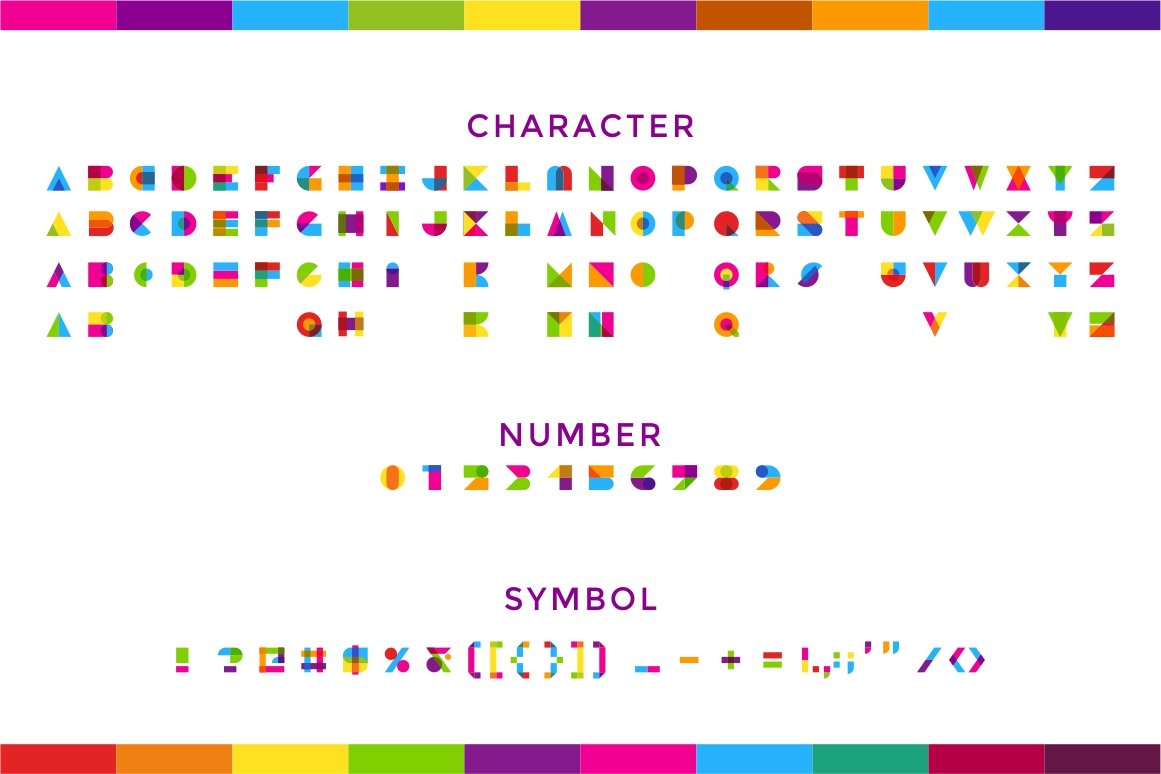 CHARACTER
A B C D E F G H I J K L M N O P Q R S T U V W X Y Z
A B C D E F G H I J K L M N O P Q R S T U V W X Y Z
A B C D E F G H I K M N O Q R S U V W X Y Z
A B G H K M N Q V Y Z
NUMBER
0 1 2 3 4 5 6 7 8 9
SYMBOL
! ? @ # $ % & ( [ { } ] ) _ - + = : , ; ' " / < >